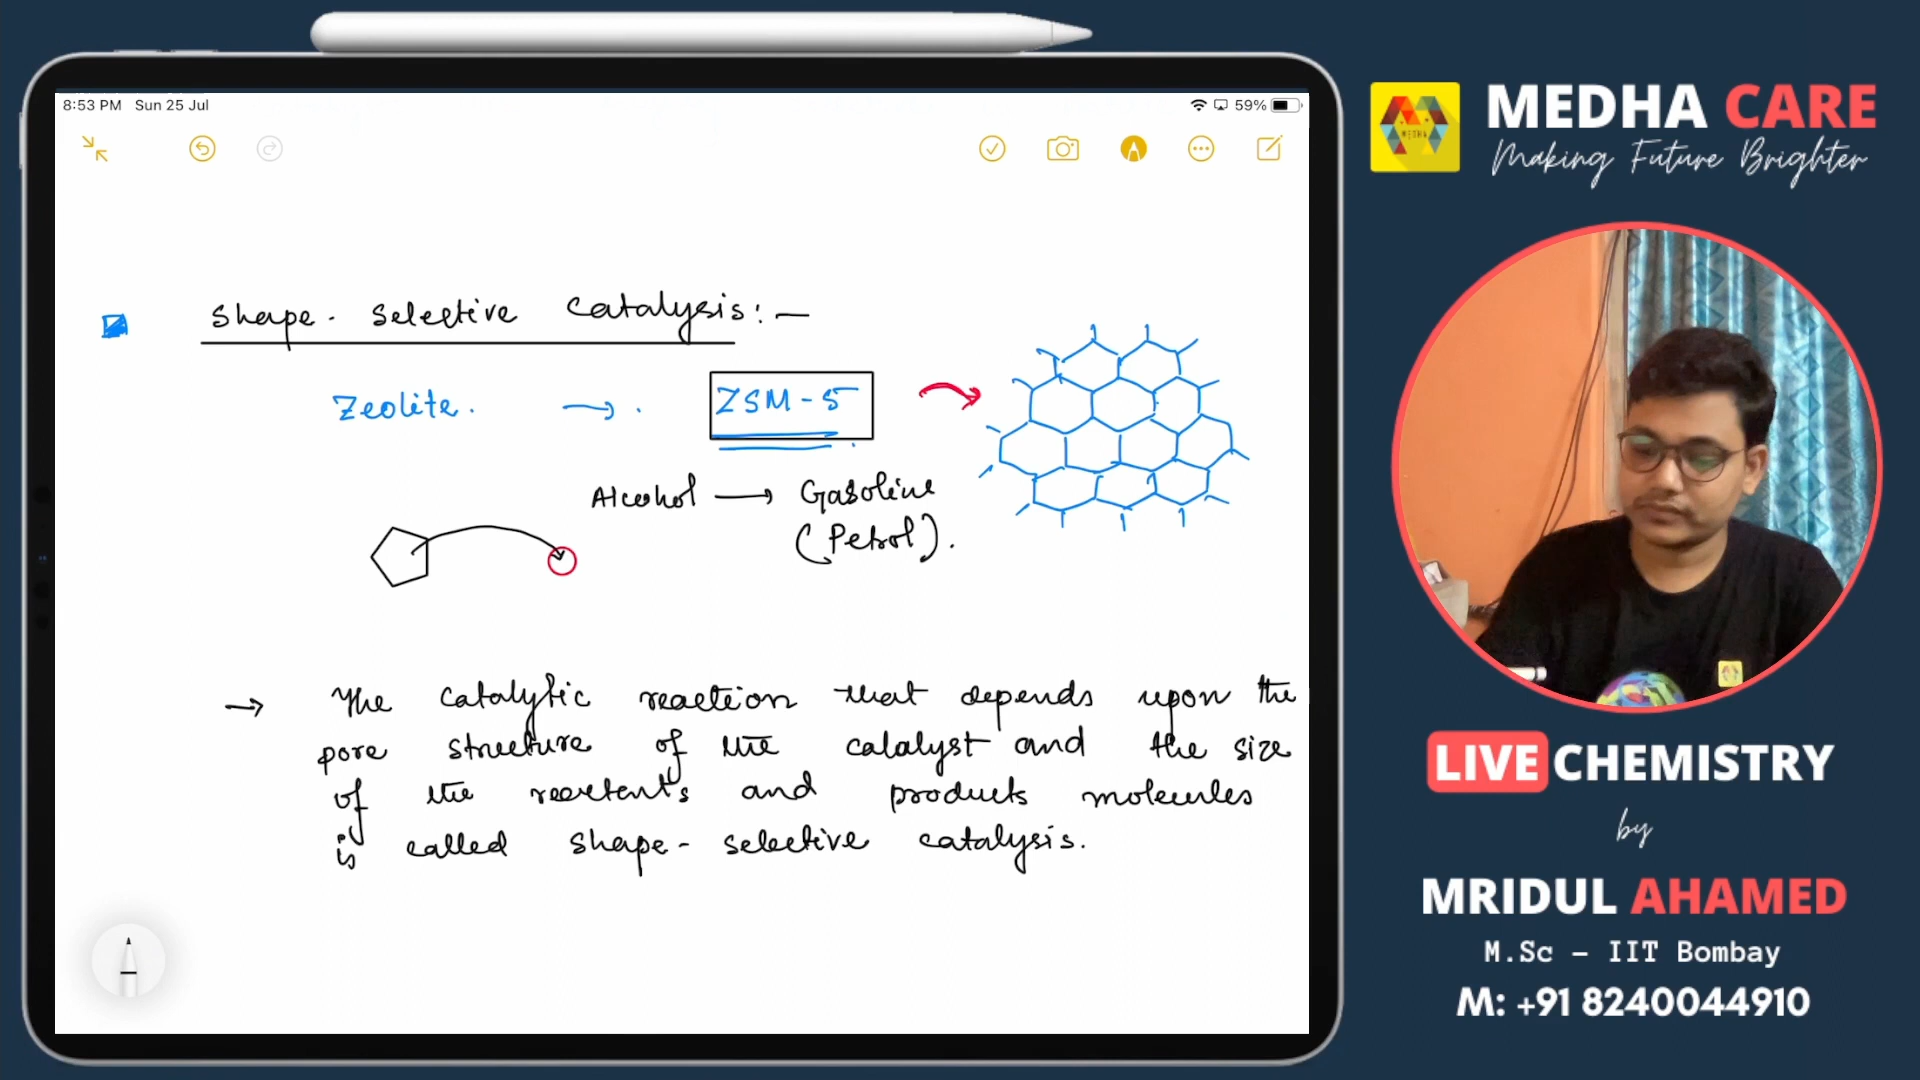 8:53 PM Sun 25 Jul
59%
Shape-selective catalysis:-
Zeolite. → . ZSM-5
Alcohol → Gasoline
(Petrol).
→ The catalytic reaction that depends upon the
pore structure of the catalyst and the size
of the reactents and products molecules
is called shape-selective catalysis.
MEDHA CARE
Making Future Brighter
MEDHA
LIVE CHEMISTRY
by
MRIDUL AHAMED
M.Sc – IIT Bombay
M: +91 8240044910